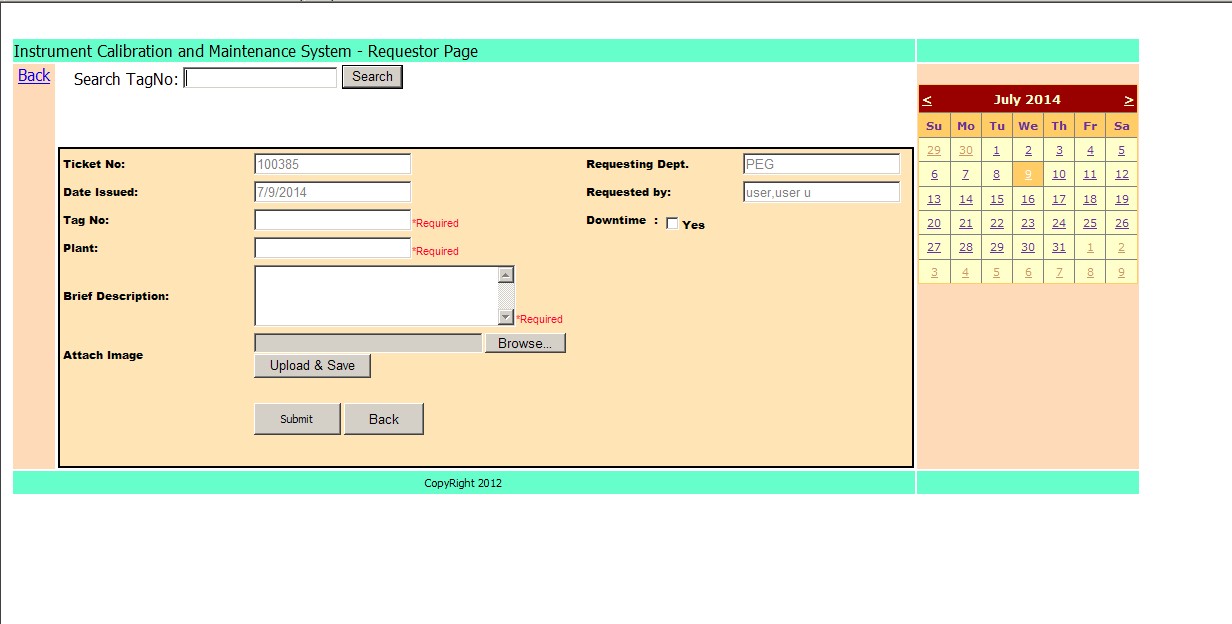 Instrument Calibration and Maintenance System - Requestor Page
Back
Search TagNo: Search
Ticket No: 100385 Requesting Dept. PEG
Date Issued: 7/9/2014 Requested by: user,user u
Tag No: *Required Downtime : Yes
Plant: *Required
Brief Description: *Required
Attach Image Browse...
Upload & Save
Submit Back
< July 2014 >
Su Mo Tu We Th Fr Sa
29 30 1 2 3 4 5
6 7 8 9 10 11 12
13 14 15 16 17 18 19
20 21 22 23 24 25 26
27 28 29 30 31 1 2
3 4 5 6 7 8 9
CopyRight 2012